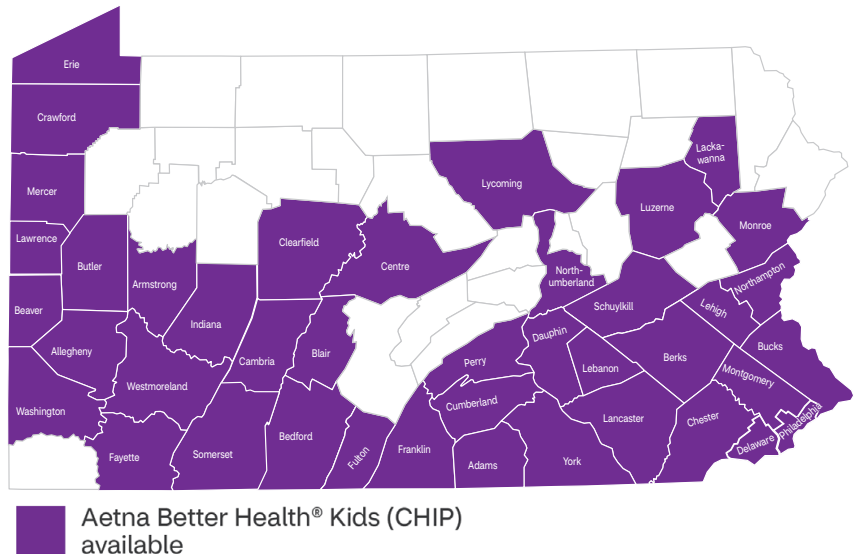 Erie
Crawford
Lacka-
wanna
Lycoming
Mercer
Luzerne
Monroe
Lawrence
Clearfield
Butler
Centre
North-
umberland
Northampton
Armstrong
Schuylkill
Lehigh
Beaver
Indiana
Dauphin
Bucks
Allegheny
Blair
Cambria
Perry
Lebanon
Berks
Montgomery
Westmoreland
Washington
Cumberland
Lancaster
Chester
Philadelphia
Bedford
Delaware
Fayette
Somerset
Fulton
Franklin
Adams
York
Aetna Better Health® Kids (CHIP)
available